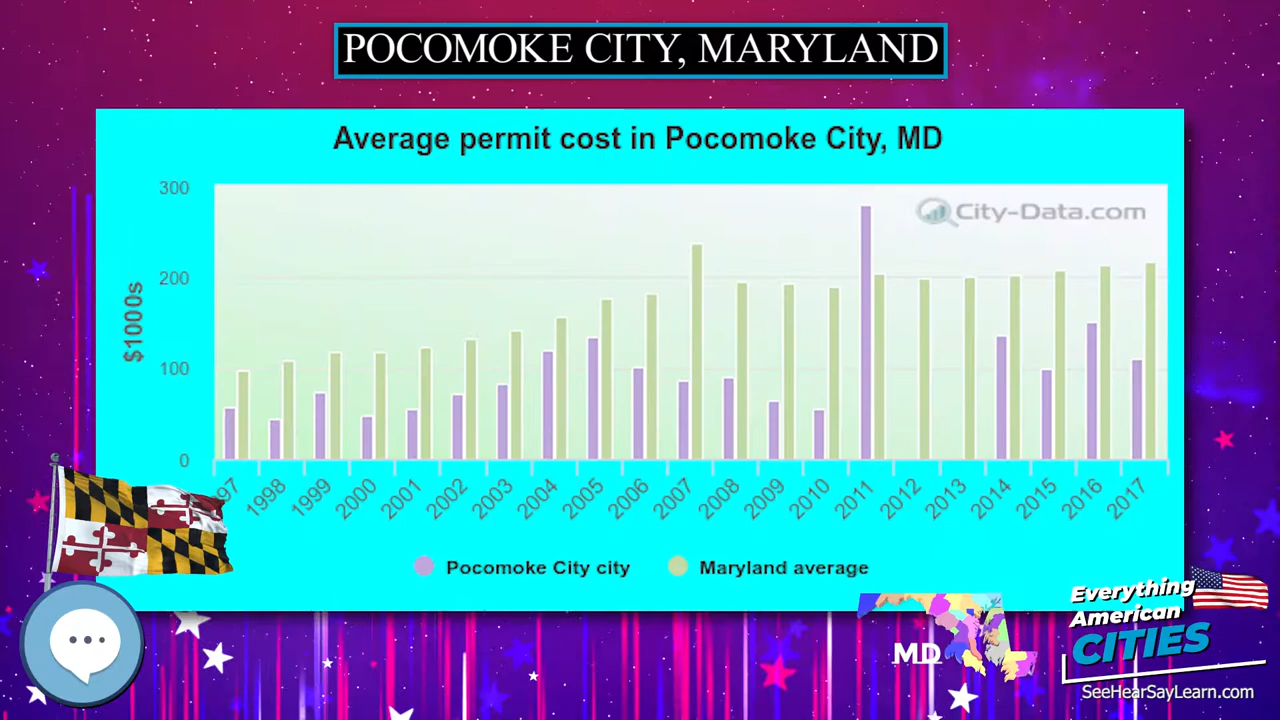 POCOMOKE CITY, MARYLAND
Average permit cost in Pocomoke City, MD
City-Data.com
$1000s
300
200
100
0
97 1998 1999 2000 2001 2002 2003 2004 2005 2006 2007 2008 2009 2010 2011 2012 2013 2014 2015 2016 2017
Pocomoke City city Maryland average
MD
Everything
American
CITIES
SeeHearSayLearn.com